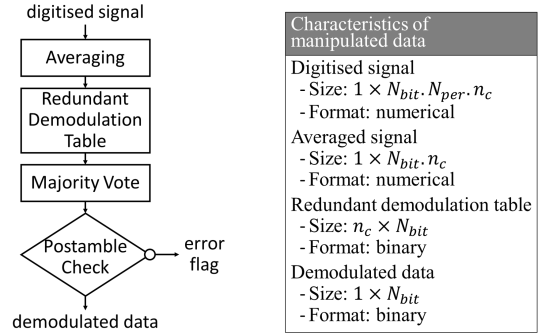 digitised signal
Averaging
Redundant
Demodulation
Table
Majority Vote
Postamble
Check
error
flag
demodulated data
Characteristics of
manipulated data
Digitised signal
- Size: 1 × N_bit.N_per.n_c
- Format: numerical
Averaged signal
- Size: 1 × N_bit.n_c
- Format: numerical
Redundant demodulation table
- Size: n_c × N_bit
- Format: binary
Demodulated data
- Size: 1 × N_bit
- Format: binary